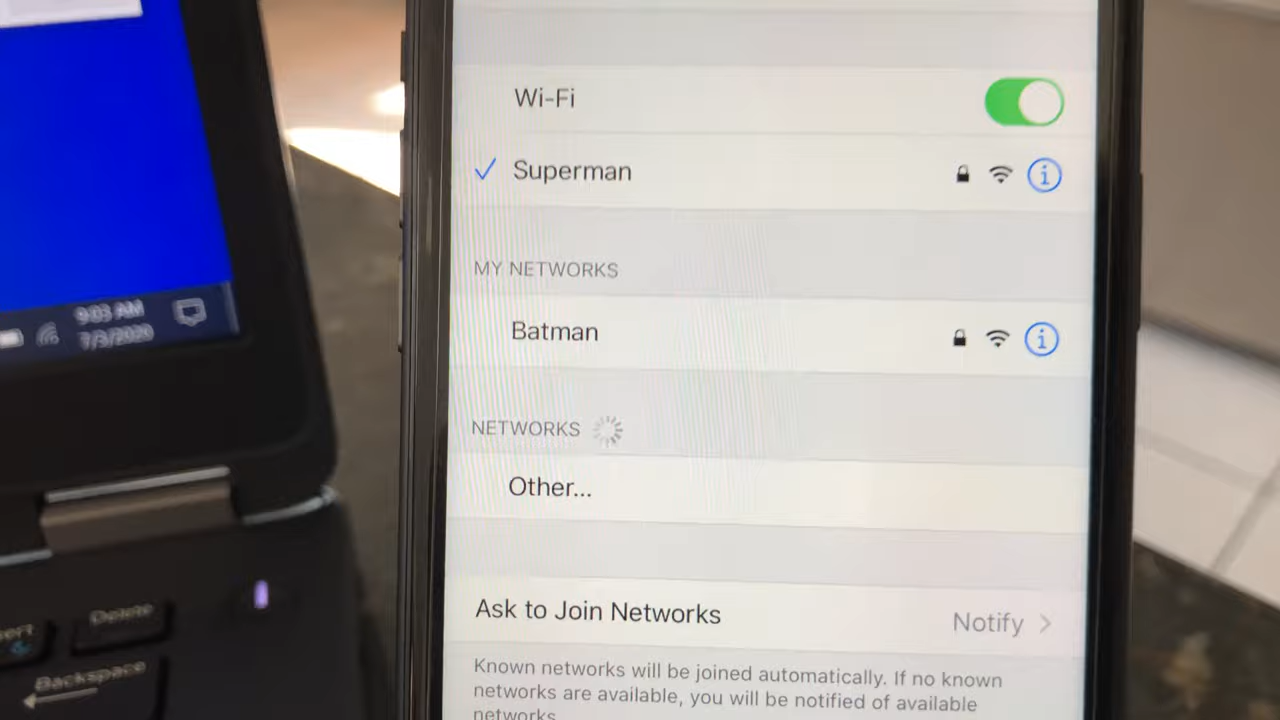 Wi-Fi
Superman
MY NETWORKS
Batman
NETWORKS
Other...
Ask to Join Networks
Notify
Known networks will be joined automatically. If no known
networks are available, you will be notified of available
networks.
9:03 AM
7/3/2020
Delete
Backspace